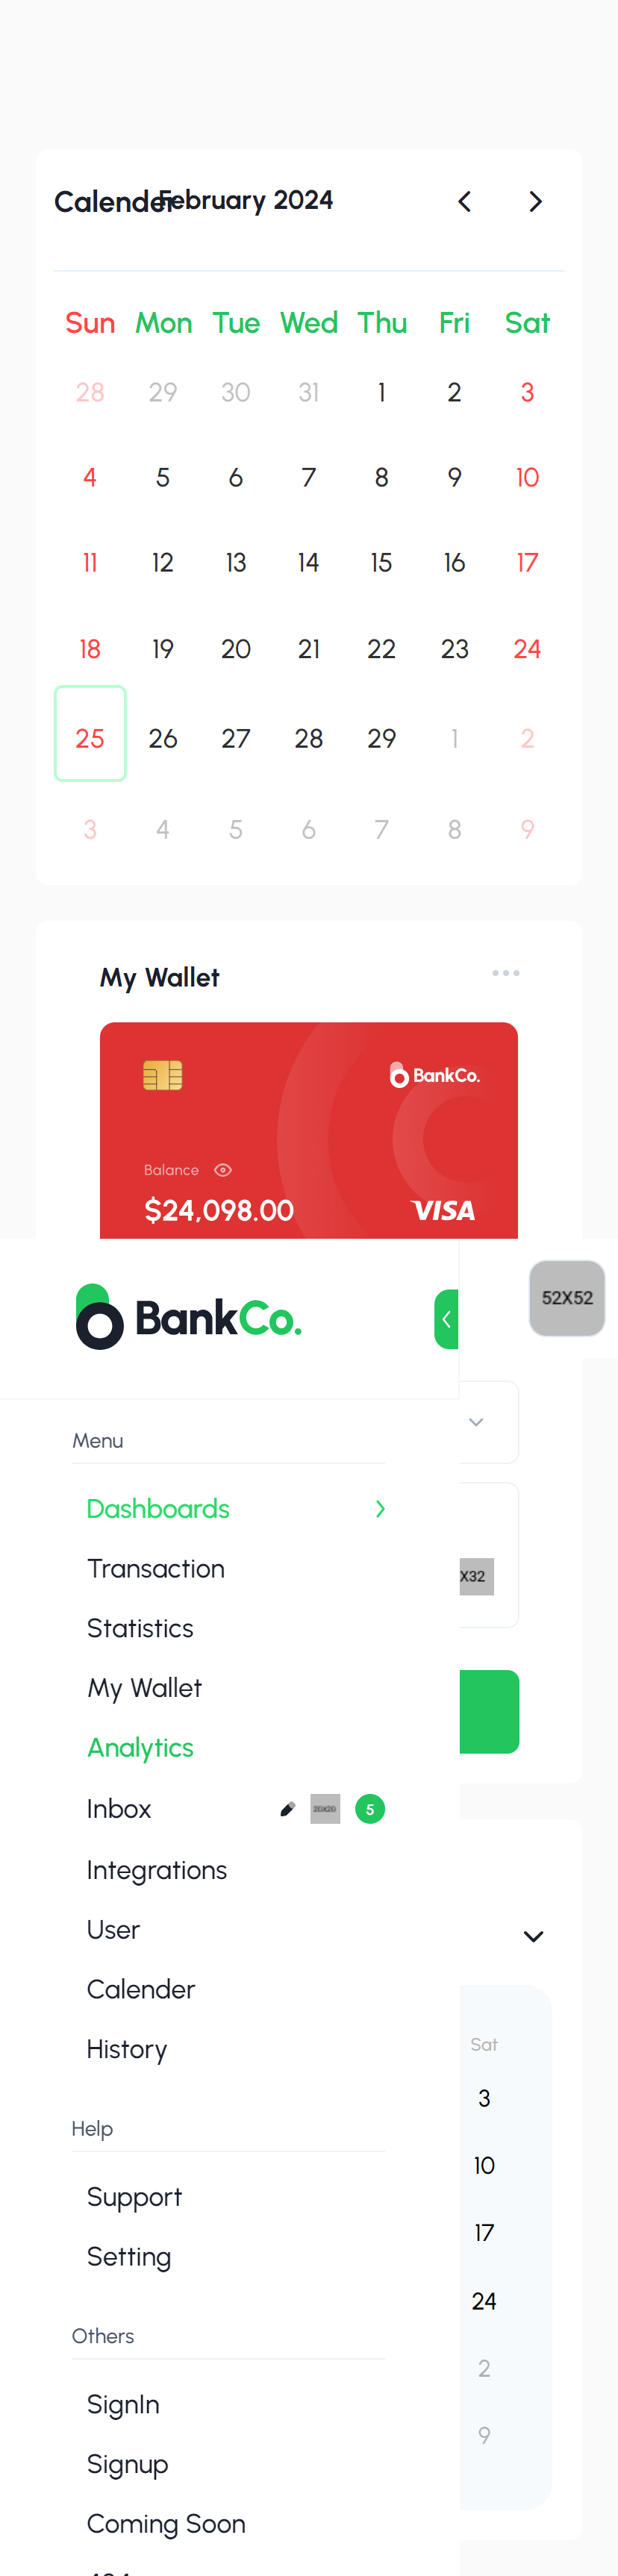 Calender February 2024
Sun Mon Tue Wed Thu Fri Sat
28 29 30 31 1 2 3
4 5 6 7 8 9 10
11 12 13 14 15 16 17
18 19 20 21 22 23 24
25 26 27 28 29 1 2
3 4 5 6 7 8 9
My Wallet
BankCo.
Balance
$24,098.00 VISA
52X52
BankCo.
Menu
Dashboards
Transaction
X32
Statistics
My Wallet
Analytics
Inbox 20X20 5
Integrations
User
Calender
History
Sat
3
10
17
24
2
9
Help
Support
Setting
Others
SignIn
Signup
Coming Soon